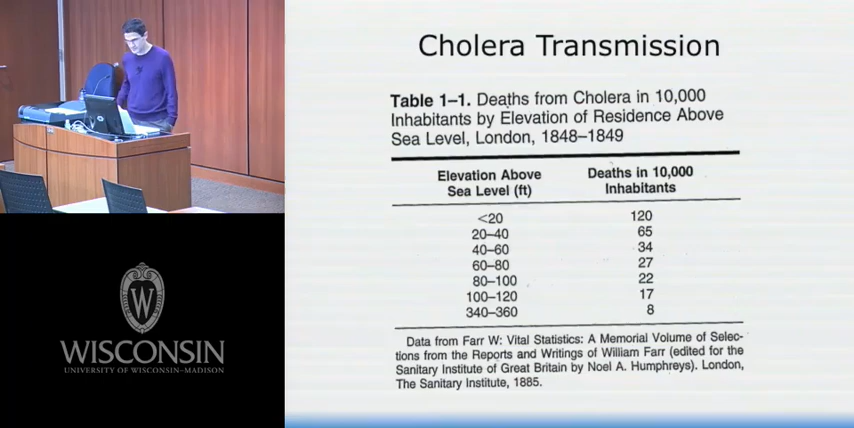 Cholera Transmission
Table 1–1. Deaths from Cholera in 10,000
Inhabitants by Elevation of Residence Above
Sea Level, London, 1848–1849
Elevation Above Deaths in 10,000
Sea Level (ft) Inhabitants
<20 120
20–40 65
40–60 34
60–80 27
80–100 22
100–120 17
340–360 8
Data from Farr W: Vital Statistics: A Memorial Volume of Selec-
tions from the Reports and Writings of William Farr (edited for the
Sanitary Institute of Great Britain by Noel A. Humphreys). London,
The Sanitary Institute, 1885.
W
WISCONSIN
UNIVERSITY OF WISCONSIN–MADISON